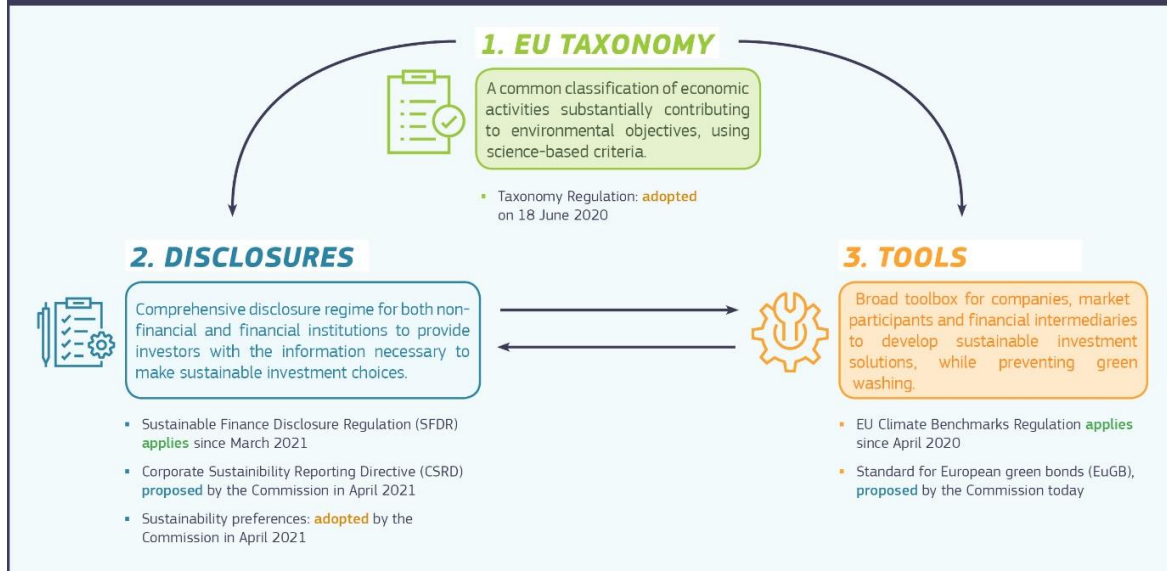 1. EU TAXONOMY
A common classification of economic
activities substantially contributing
to environmental objectives, using
science-based criteria.
▪ Taxonomy Regulation: adopted
on 18 June 2020
2. DISCLOSURES
Comprehensive disclosure regime for both non-
financial and financial institutions to provide
investors with the information necessary to
make sustainable investment choices.
▪ Sustainable Finance Disclosure Regulation (SFDR)
applies since March 2021
▪ Corporate Sustainibility Reporting Directive (CSRD)
proposed by the Commission in April 2021
▪ Sustainability preferences: adopted by the
Commission in April 2021
3. TOOLS
Broad toolbox for companies, market
participants and financial intermediaries
to develop sustainable investment
solutions, while preventing green
washing.
▪ EU Climate Benchmarks Regulation applies
since April 2020
▪ Standard for European green bonds (EuGB),
proposed by the Commission today